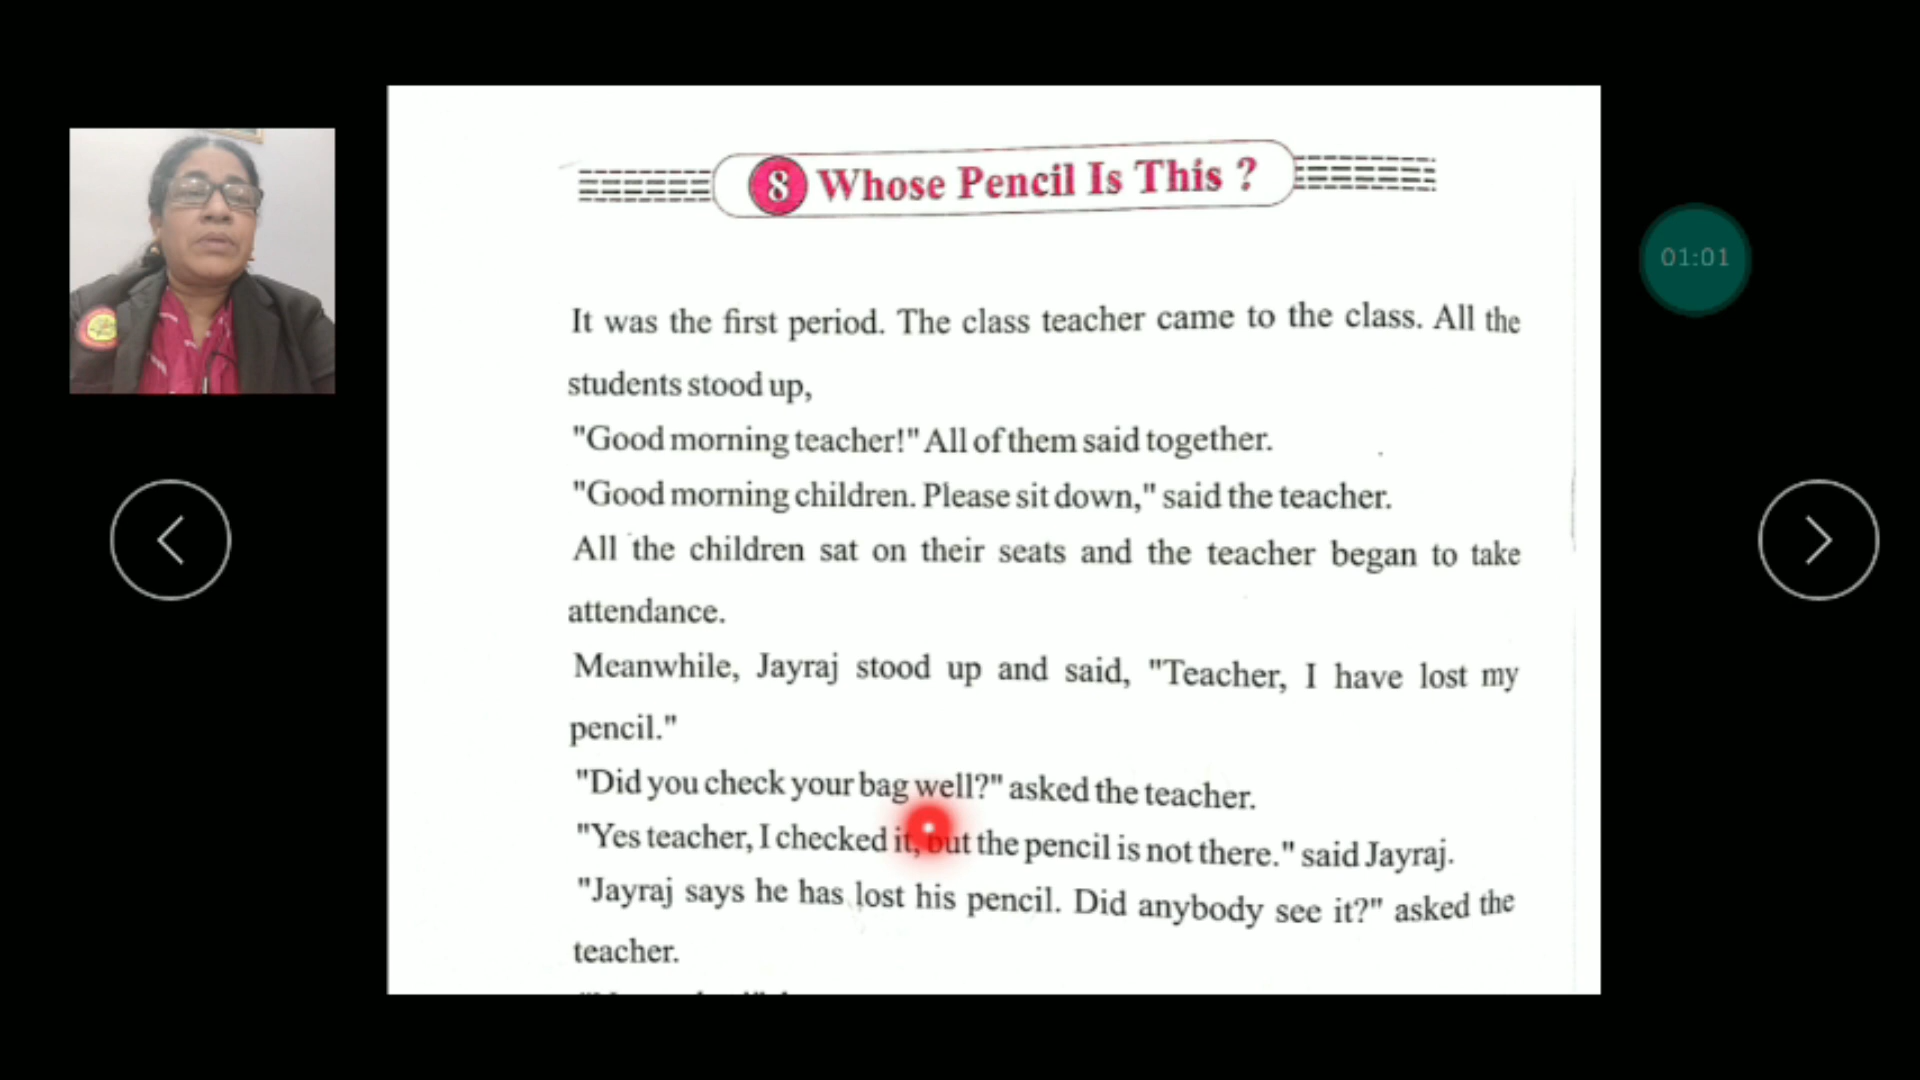 8 Whose Pencil Is This ?
01:01
It was the first period. The class teacher came to the class. All the
students stood up,
"Good morning teacher!" All of them said together.
"Good morning children. Please sit down," said the teacher.
All the children sat on their seats and the teacher began to take
attendance.
Meanwhile, Jayraj stood up and said, "Teacher, I have lost my
pencil."
"Did you check your bag well?" asked the teacher.
"Yes teacher, I checked it, but the pencil is not there." said Jayraj.
"Jayraj says he has lost his pencil. Did anybody see it?" asked the
teacher.